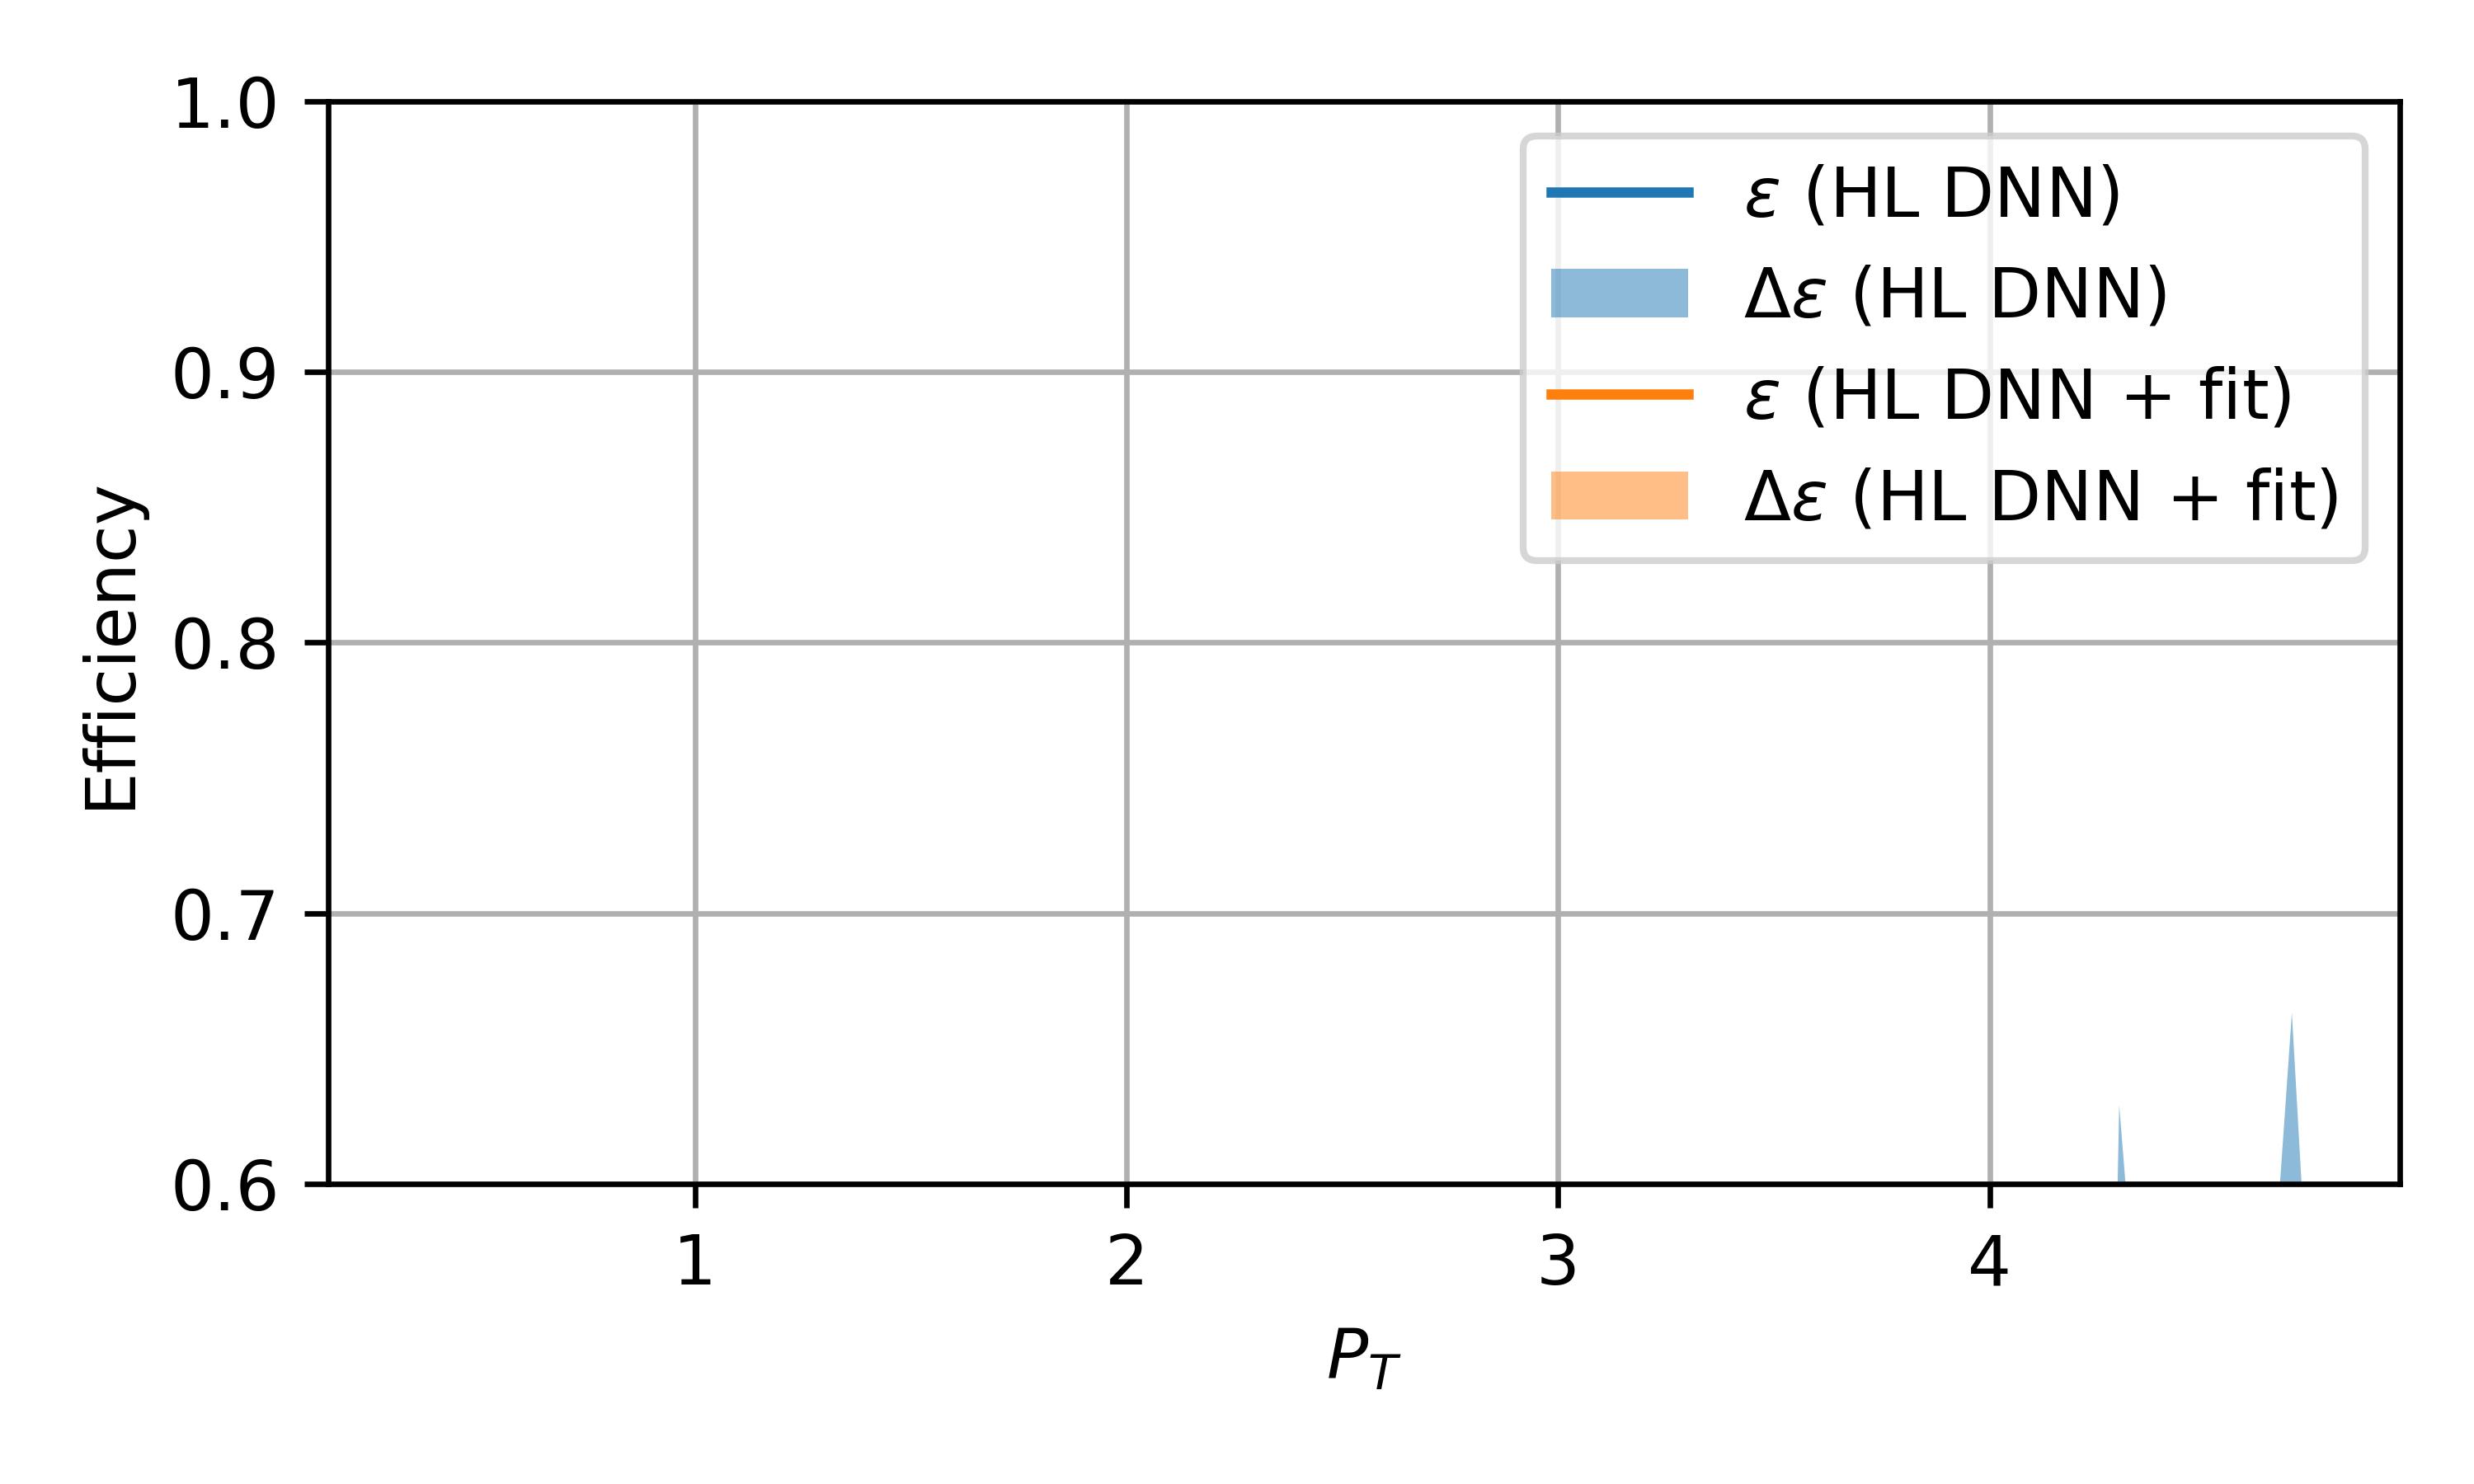 1.0
0.9
0.8
0.7
0.6
Efficiency
ε (HL DNN)
Δε (HL DNN)
ε (HL DNN + fit)
Δε (HL DNN + fit)
1 2 3 4
P_T